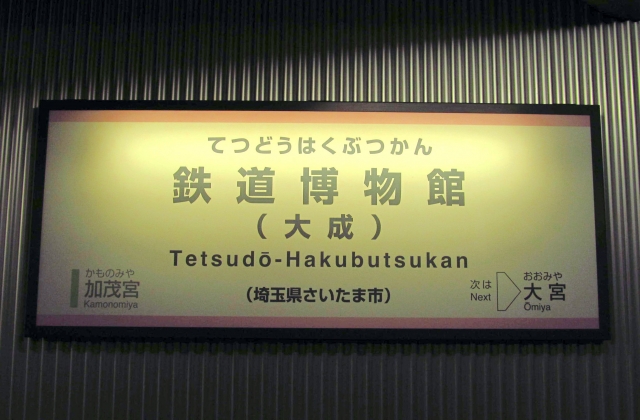 てつどうはくぶつかん
鉄道博物館
(大成)
Tetsudō-Hakubutsukan
(埼玉県さいたま市)
かものみや
加茂宮
Kamonomiya
次は
Next
おおみや
大宮
Ōmiya